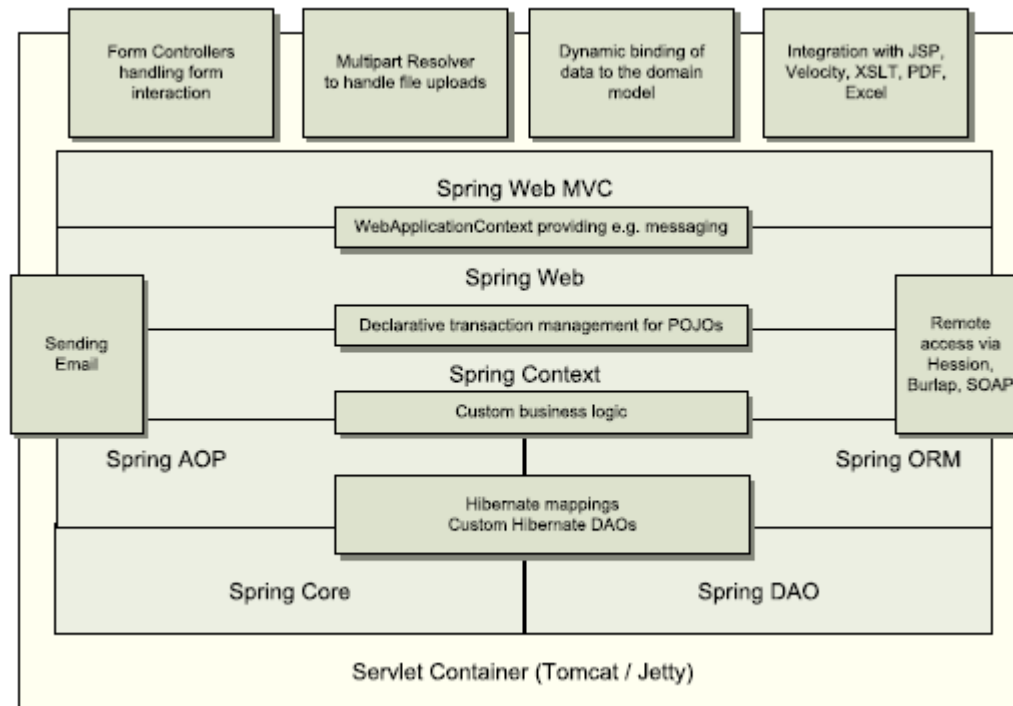 Form Controllers
handling form
interaction
Multipart Resolver
to handle file uploads
Dynamic binding of
data to the domain
model
Integration with JSP,
Velocity, XSLT, PDF,
Excel
Spring Web MVC
WebApplicationContext providing e.g. messaging
Spring Web
Sending
Email
Declarative transaction management for POJOs
Remote
access via
Hession,
Burlap, SOAP
Spring Context
Custom business logic
Spring AOP
Spring ORM
Hibernate mappings
Custom Hibernate DAOs
Spring Core
Spring DAO
Servlet Container (Tomcat / Jetty)